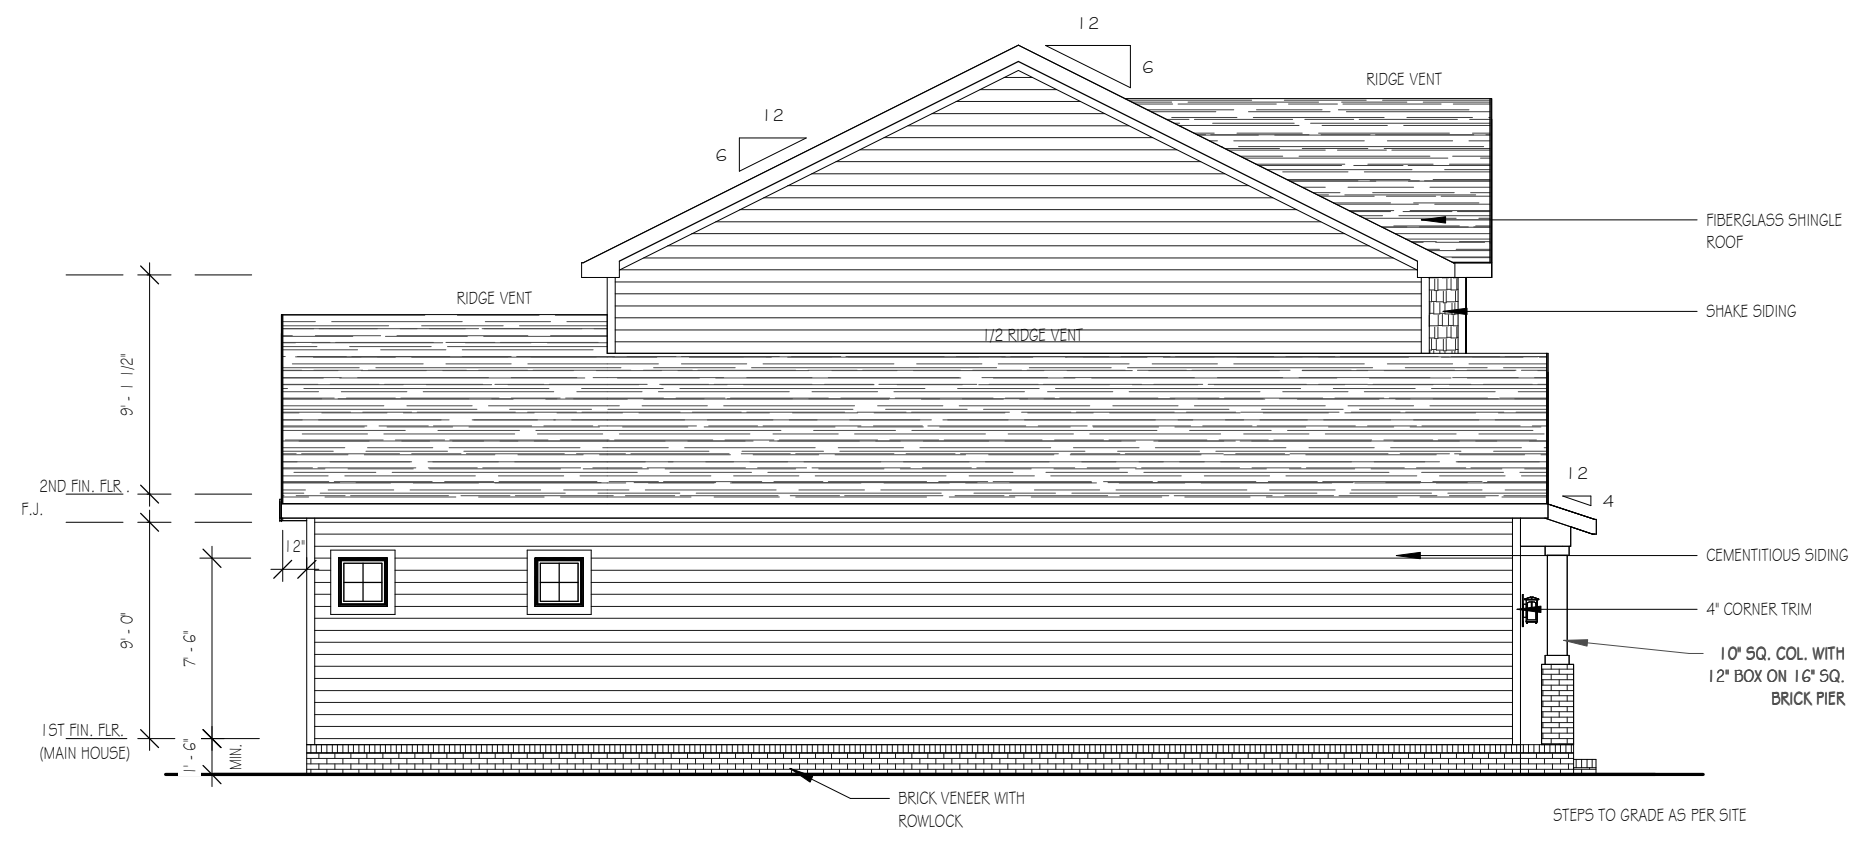 12
6
RIDGE VENT
12
6
FIBERGLASS SHINGLE
ROOF
RIDGE VENT
SHAKE SIDING
1/2 RIDGE VENT
9' - 1 1/2"
12
4
2ND FIN. FLR .
F.J.
12"
CEMENTITIOUS SIDING
4" CORNER TRIM
9' - 0"
7' - 6"
10" SQ. COL. WITH
12" BOX ON 16" SQ.
BRICK PIER
1ST FIN. FLR.
(MAIN HOUSE)
1' - 6"
MIN.
BRICK VENEER WITH
ROWLOCK
STEPS TO GRADE AS PER SITE